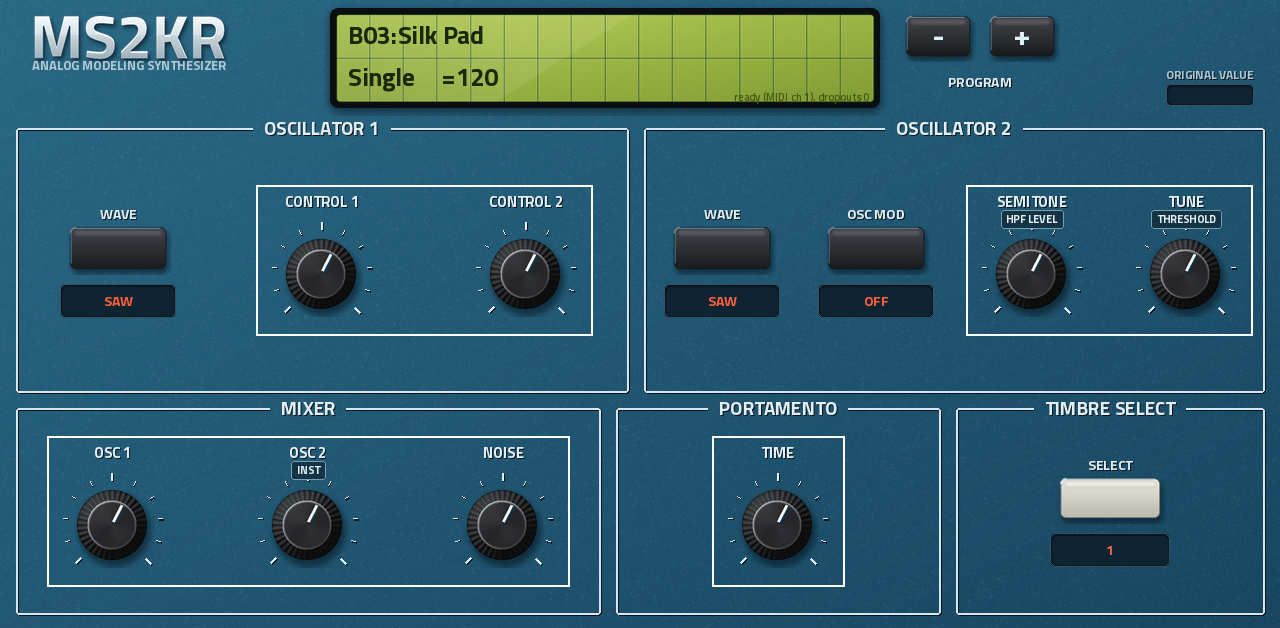 MS2KR
ANALOG MODELING SYNTHESIZER
B03:Silk Pad
Single =120
ready (MIDI ch 1), dropouts 0
-
+
PROGRAM
ORIGINAL VALUE
OSCILLATOR 1
WAVE
SAW
CONTROL 1
CONTROL 2
OSCILLATOR 2
WAVE
SAW
OSC MOD
OFF
SEMITONE
HPF LEVEL
TUNE
THRESHOLD
MIXER
OSC 1
OSC 2
INST
NOISE
PORTAMENTO
TIME
TIMBRE SELECT
SELECT
1